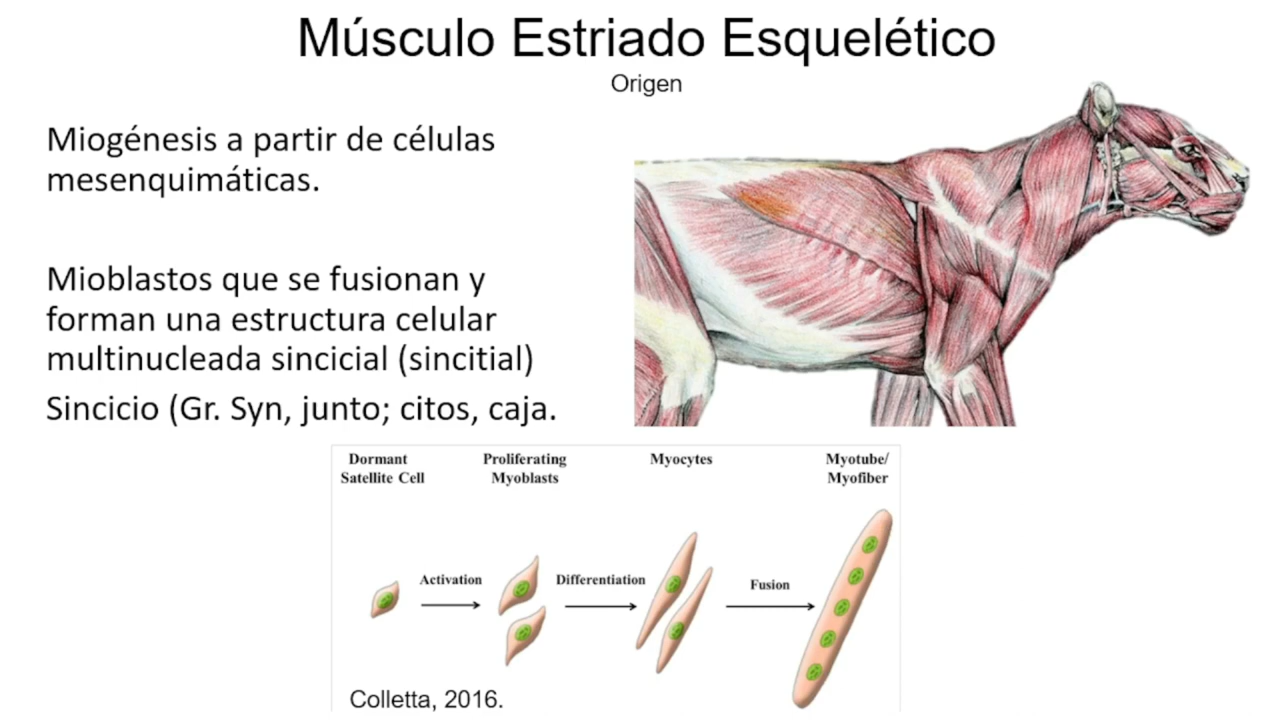 Músculo Estriado Esquelético
Origen
Miogénesis a partir de células
mesenquimáticas.
Mioblastos que se fusionan y
forman una estructura celular
multinucleada sincicial (sincitial)
Sincicio (Gr. Syn, junto; citos, caja.
Dormant
Satellite Cell
Proliferating
Myoblasts
Myocytes
Myotube/
Myofiber
Activation
Differentiation
Fusion
Colletta, 2016.